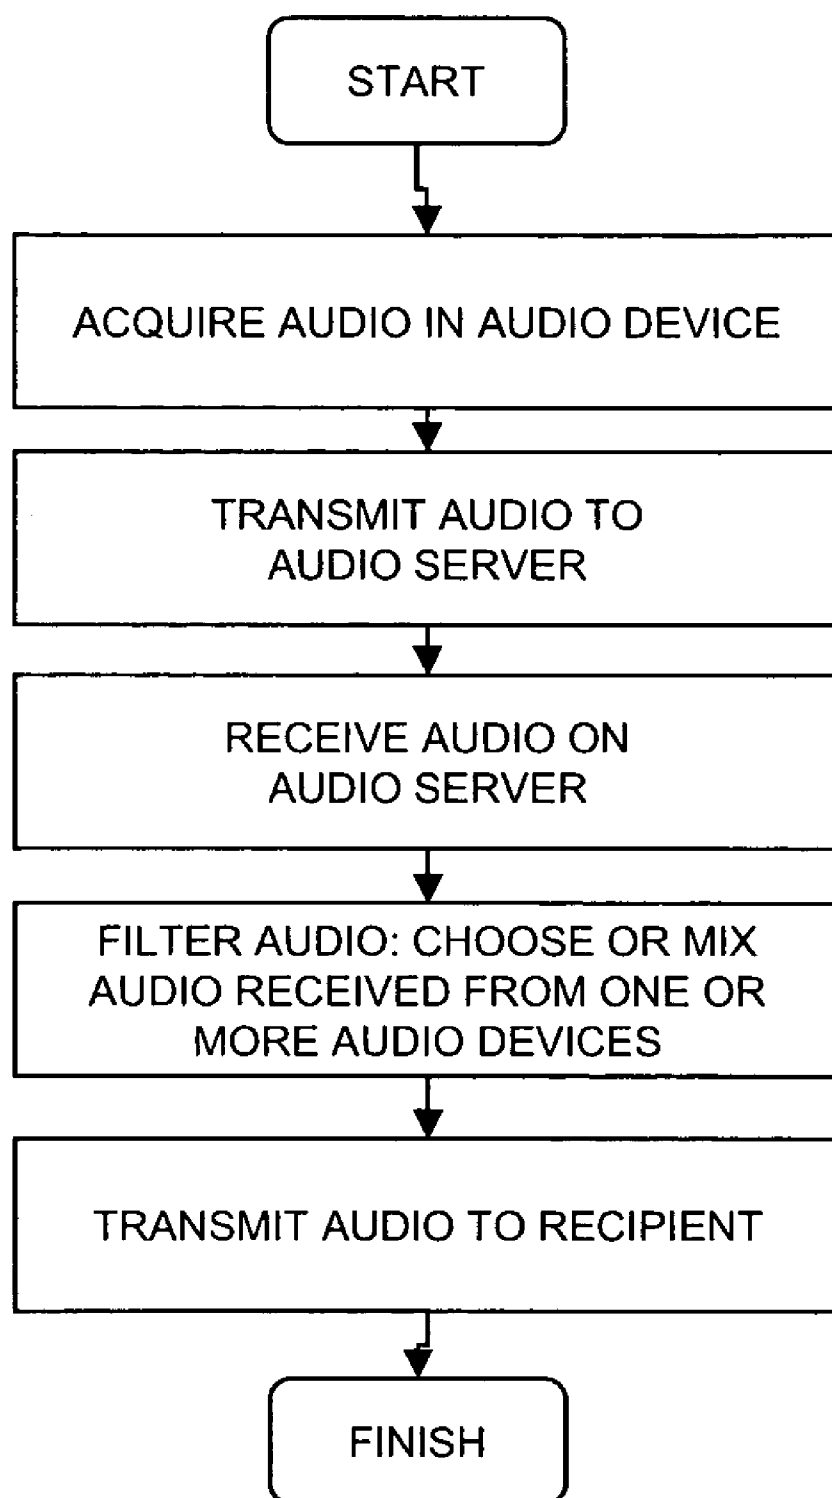 START
ACQUIRE AUDIO IN AUDIO DEVICE
TRANSMIT AUDIO TO
AUDIO SERVER
RECEIVE AUDIO ON
AUDIO SERVER
FILTER AUDIO: CHOOSE OR MIX
AUDIO RECEIVED FROM ONE OR
MORE AUDIO DEVICES
TRANSMIT AUDIO TO RECIPIENT
FINISH